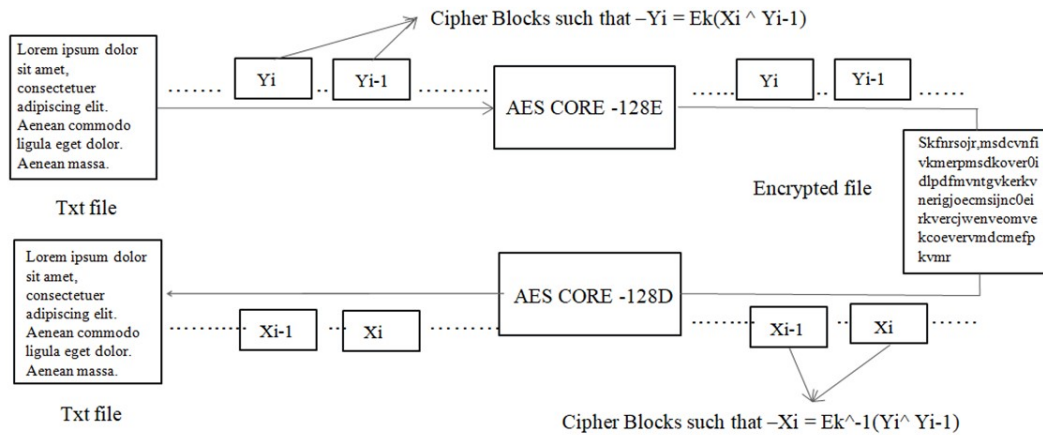 Cipher Blocks such that –Yi = Ek(Xi ^ Yi-1)
Lorem ipsum dolor
sit amet,
consectetuer
adipiscing elit.
Aenean commodo
ligula eget dolor.
Aenean massa.
Txt file
....... Yi .. Yi-1 .......
AES CORE -128E
....... Yi .. Yi-1 ......
Skfnrsojr,msdcvnfi
vkmerpmsdkover0i
dlpdfmvntgvkerkv
nerigjoecmsijnc0ei
rkvercjwenveomve
kcoevervmdcmefp
kvmr
Encrypted file
Lorem ipsum dolor
sit amet,
consectetuer
adipiscing elit.
Aenean commodo
ligula eget dolor.
Aenean massa.
Txt file
.......... Xi-1 .. Xi ..........
AES CORE -128D
.......... Xi-1 .. Xi ......
Cipher Blocks such that –Xi = Ek^-1(Yi^ Yi-1)